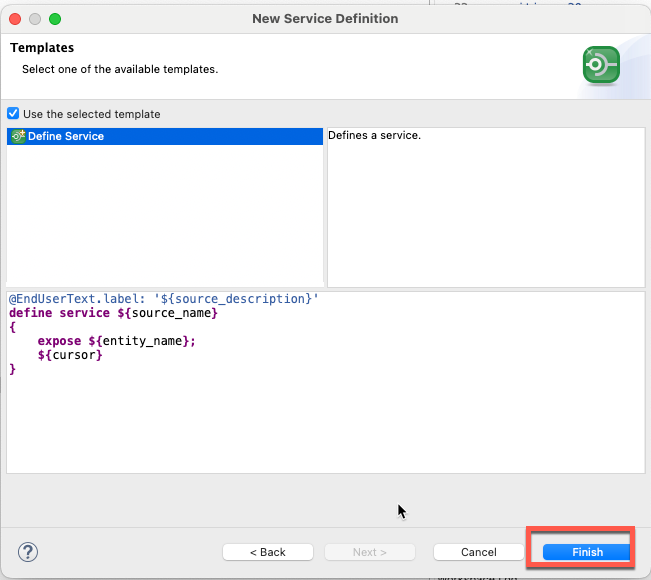 New Service Definition
Templates
Select one of the available templates.
Use the selected template
Define Service
Defines a service.
@EndUserText.label: '${source_description}'
define service ${source_name}
{
    expose ${entity_name};
    ${cursor}
}
?
< Back
Next >
Cancel
Finish